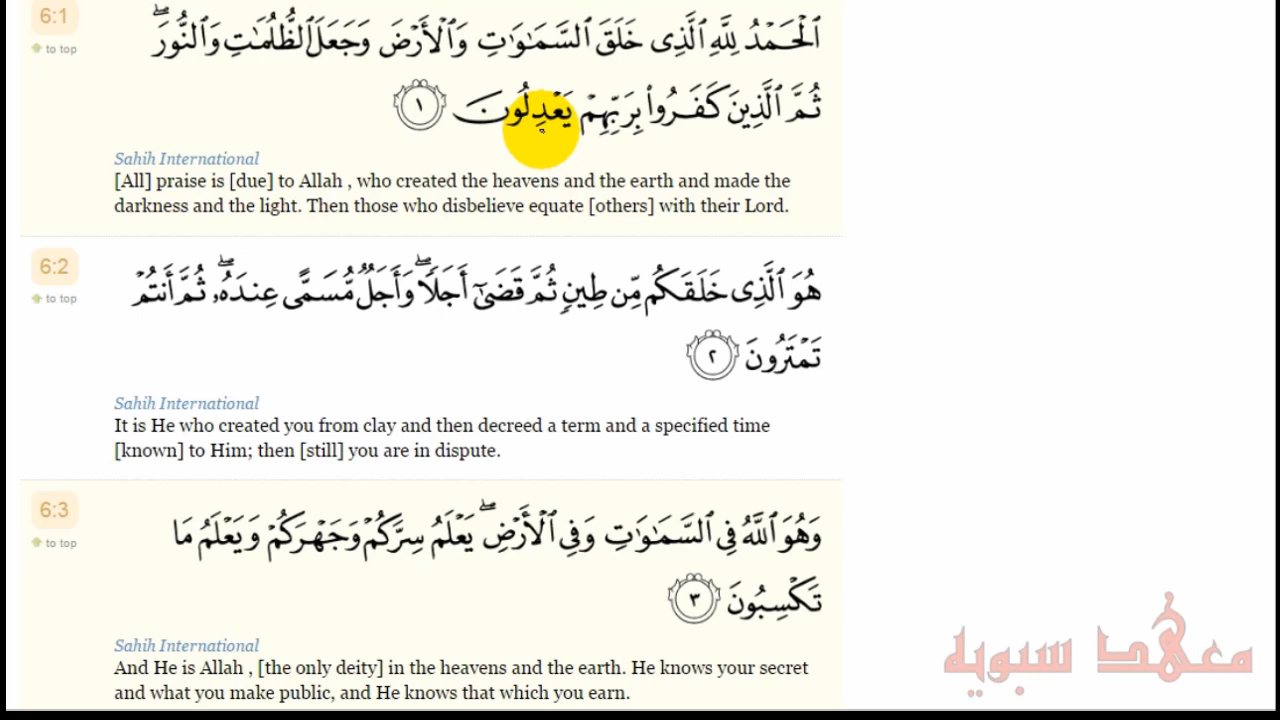 6:1
to top
ٱلْحَمْدُ لِلَّهِ ٱلَّذِى خَلَقَ ٱلسَّمَـٰوَٰتِ وَٱلْأَرْضَ وَجَعَلَ ٱلظُّلُمَـٰتِ وَٱلنُّورَ ۖ
ثُمَّ ٱلَّذِينَ كَفَرُوا۟ بِرَبِّهِمْ يَعْدِلُونَ ١
Sahih International
[All] praise is [due] to Allah , who created the heavens and the earth and made the
darkness and the light. Then those who disbelieve equate [others] with their Lord.
6:2
to top
هُوَ ٱلَّذِى خَلَقَكُم مِّن طِينٍ ثُمَّ قَضَىٰٓ أَجَلًا ۖ وَأَجَلٌ مُّسَمًّى عِندَهُۥ ۖ ثُمَّ أَنتُمْ
تَمْتَرُونَ ٢
Sahih International
It is He who created you from clay and then decreed a term and a specified time
[known] to Him; then [still] you are in dispute.
6:3
to top
وَهُوَ ٱللَّهُ فِى ٱلسَّمَـٰوَٰتِ وَفِى ٱلْأَرْضِ ۖ يَعْلَمُ سِرَّكُمْ وَجَهْرَكُمْ وَيَعْلَمُ مَا
تَكْسِبُونَ ٣
Sahih International
And He is Allah , [the only deity] in the heavens and the earth. He knows your secret
and what you make public, and He knows that which you earn.
معهد سيبويه